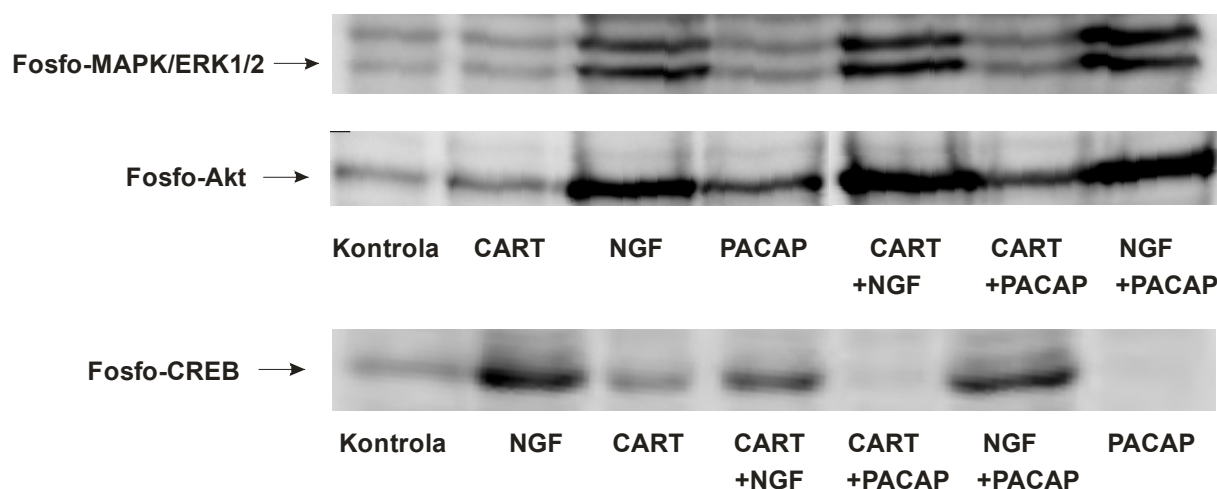 Fosfo-MAPK/ERK1/2
Fosfo-Akt
Kontrola CART NGF PACAP CART CART NGF
+NGF +PACAP +PACAP
Fosfo-CREB
Kontrola NGF CART CART CART NGF PACAP
+NGF +PACAP +PACAP